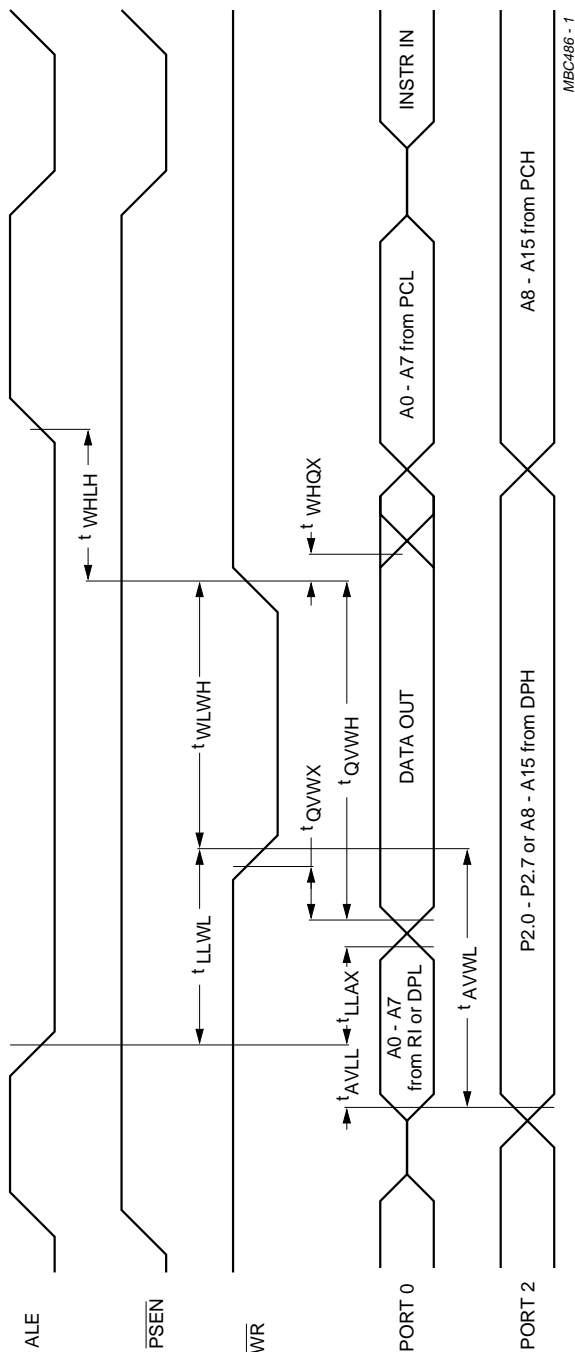 ALE
t WHLH
PSEN
t LLWL
t WLWH
WR
t QVWX
t WHQX
t AVLL
t LLAX
t QVWH
PORT 0
A0 - A7
from RI or DPL
DATA OUT
A0 - A7 from PCL
INSTR IN
t AVWL
PORT 2
P2.0 - P2.7 or A8 - A15 from DPH
A8 - A15 from PCH
MBC486 - 1